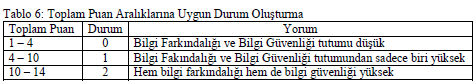 Tablo 6: Toplam Puan Aralıklarına Uygun Durum Oluşturma
Toplam Puan Durum Yorum
1 – 4 0 Bilgi Farkındalığı ve Bilgi Güvenliği tutumu düşük
4 – 10 1 Bilgi Fakındalığı ve Bilgi Güvenliği tutumundan sadece biri yüksek
10 – 14 2 Hem bilgi farkındalığı hem de bilgi güvenliği yüksek